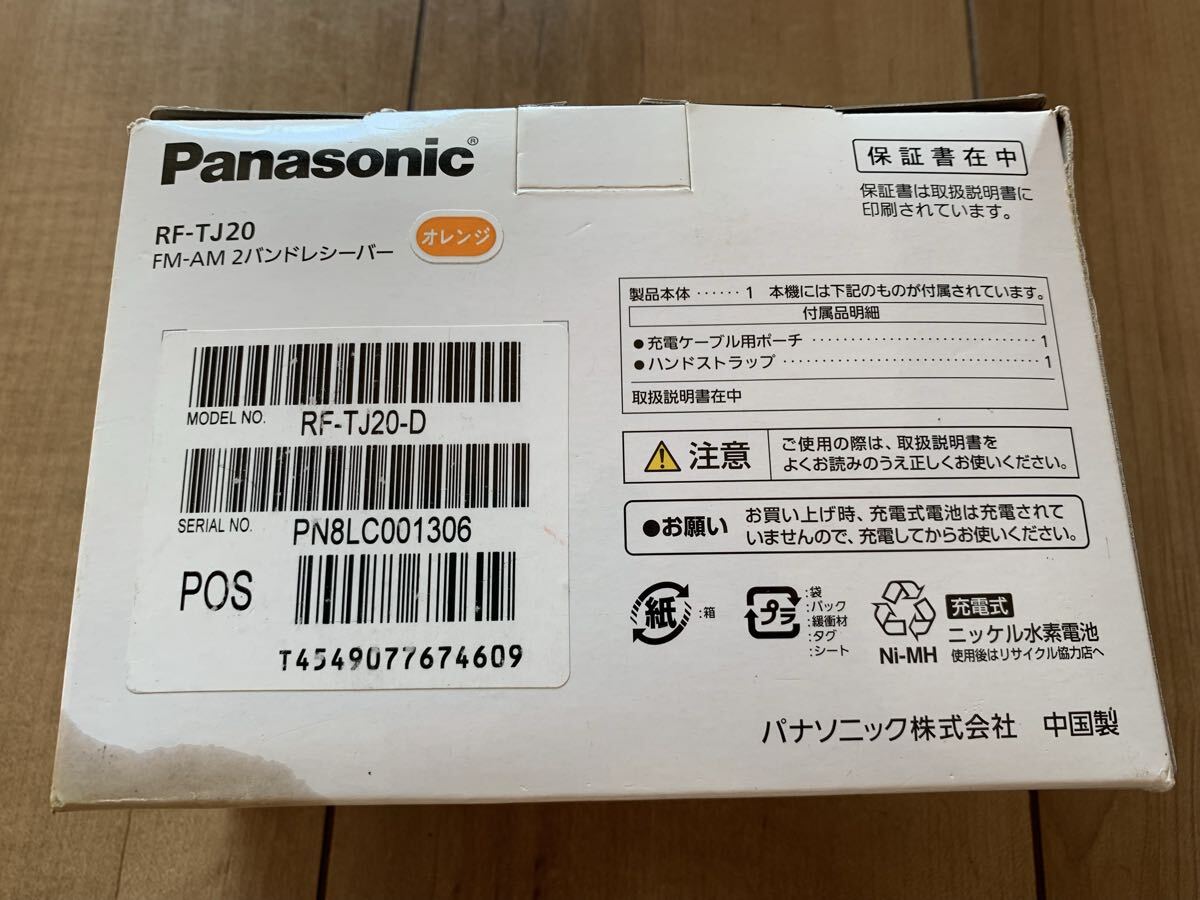 Panasonic®
RF-TJ20
FM-AM 2バンドレシーバー
オレンジ
MODEL NO. RF-TJ20-D
SERIAL NO. PN8LC001306
POS
T4549077674609
保証書在中
保証書は取扱説明書に
印刷されています。
製品本体 ・・・・・・ 1 本機には下記のものが付属されています。
付属品明細
●充電ケーブル用ポーチ ・・・・・・・・・・・・・・・・・・・・・・・・・・・・・ 1
●ハンドストラップ ・・・・・・・・・・・・・・・・・・・・・・・・・・・・・・・・・ 1
取扱説明書在中
注意
ご使用の際は、取扱説明書を
よくお読みのうえ正しくお使いください。
●お願い
お買い上げ時、充電式電池は充電されて
いませんので、充電してからお使いください。
紙
:箱
プラ
:袋
:パック
:緩衝材
:タグ
:シート
Ni-MH
充電式
ニッケル水素電池
使用後はリサイクル協力店へ
パナソニック株式会社 中国製